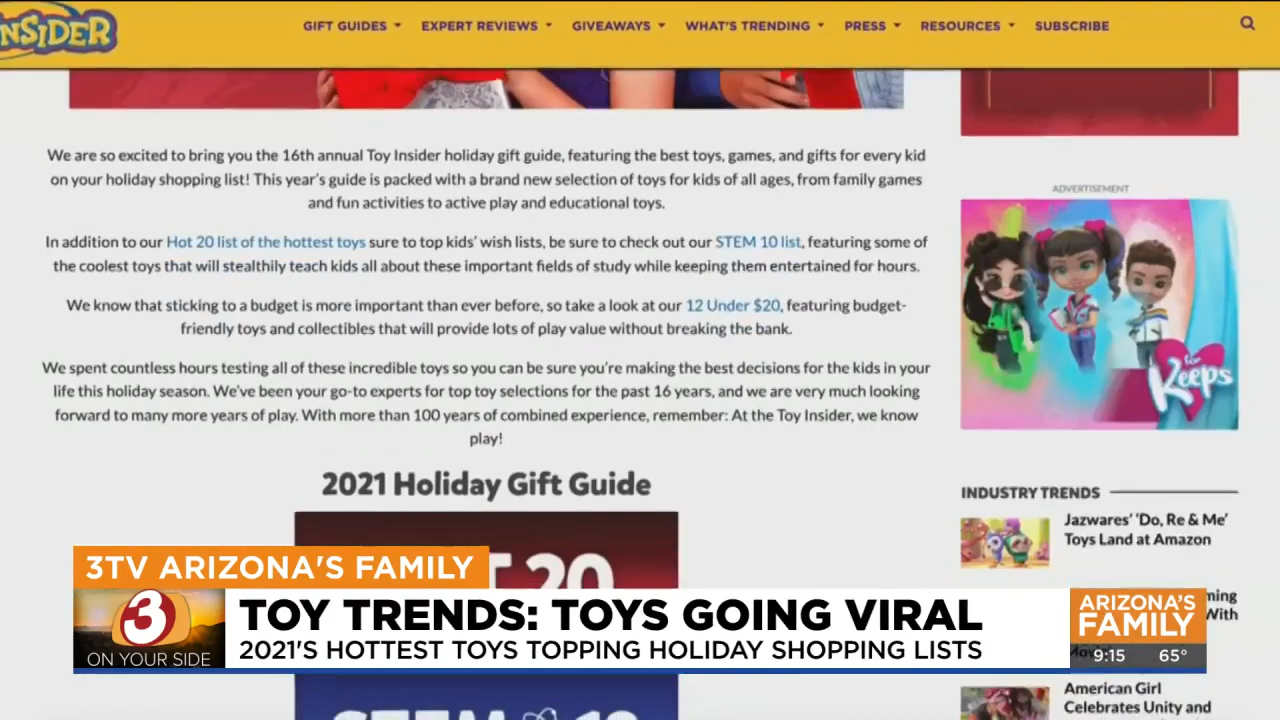 NSIDER
GIFT GUIDES
EXPERT REVIEWS
GIVEAWAYS
WHAT'S TRENDING
PRESS
RESOURCES
SUBSCRIBE
We are so excited to bring you the 16th annual Toy Insider holiday gift guide, featuring the best toys, games, and gifts for every kid
on your holiday shopping list! This year's guide is packed with a brand new selection of toys for kids of all ages, from family games
and fun activities to active play and educational toys.
In addition to our Hot 20 list of the hottest toys sure to top kids' wish lists, be sure to check out our STEM 10 list, featuring some of
the coolest toys that will stealthily teach kids all about these important fields of study while keeping them entertained for hours.
We know that sticking to a budget is more important than ever before, so take a look at our 12 Under $20, featuring budget-
friendly toys and collectibles that will provide lots of play value without breaking the bank.
We spent countless hours testing all of these incredible toys so you can be sure you're making the best decisions for the kids in your
life this holiday season. We've been your go-to experts for top toy selections for the past 16 years, and we are very much looking
forward to many more years of play. With more than 100 years of combined experience, remember: At the Toy Insider, we know
play!
2021 Holiday Gift Guide
T 20
STEM 10
ADVERTISEMENT
for
Keeps
INDUSTRY TRENDS
Jazwares' 'Do, Re & Me'
Toys Land at Amazon
ming
With
American Girl
Celebrates Unity and
3TV ARIZONA'S FAMILY
3
ON YOUR SIDE
TOY TRENDS: TOYS GOING VIRAL
2021'S HOTTEST TOYS TOPPING HOLIDAY SHOPPING LISTS
ARIZONA'S
FAMILY
9:15 65°